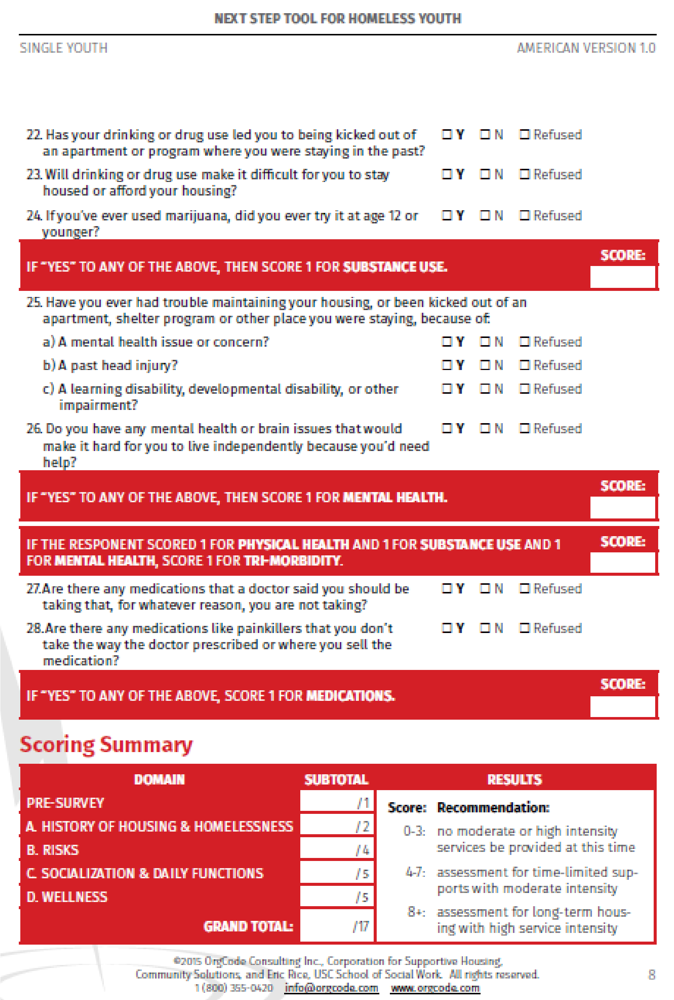 NEXT STEP TOOL FOR HOMELESS YOUTH
SINGLE YOUTH AMERICAN VERSION 1.0
22. Has your drinking or drug use led you to being kicked out of ☐ Y ☐ N ☐ Refused
an apartment or program where you were staying in the past?
23. Will drinking or drug use make it difficult for you to stay ☐ Y ☐ N ☐ Refused
housed or afford your housing?
24. If you've ever used marijuana, did you ever try it at age 12 or ☐ Y ☐ N ☐ Refused
younger?
SCORE:
IF "YES" TO ANY OF THE ABOVE, THEN SCORE 1 FOR SUBSTANCE USE.
25. Have you ever had trouble maintaining your housing, or been kicked out of an
apartment, shelter program or other place you were staying, because of:
a) A mental health issue or concern? ☐ Y ☐ N ☐ Refused
b) A past head injury? ☐ Y ☐ N ☐ Refused
c) A learning disability, developmental disability, or other ☐ Y ☐ N ☐ Refused
impairment?
26. Do you have any mental health or brain issues that would ☐ Y ☐ N ☐ Refused
make it hard for you to live independently because you'd need
help?
SCORE:
IF "YES" TO ANY OF THE ABOVE, THEN SCORE 1 FOR MENTAL HEALTH.
IF THE RESPONENT SCORED 1 FOR PHYSICAL HEALTH AND 1 FOR SUBSTANCE USE AND 1 SCORE:
FOR MENTAL HEALTH, SCORE 1 FOR TRI-MORBIDITY.
27. Are there any medications that a doctor said you should be ☐ Y ☐ N ☐ Refused
taking that, for whatever reason, you are not taking?
28. Are there any medications like painkillers that you don't ☐ Y ☐ N ☐ Refused
take the way the doctor prescribed or where you sell the
medication?
SCORE:
IF "YES" TO ANY OF THE ABOVE, SCORE 1 FOR MEDICATIONS.
Scoring Summary
DOMAIN SUBTOTAL RESULTS
PRE-SURVEY /1
A. HISTORY OF HOUSING & HOMELESSNESS /2
B. RISKS /4
C. SOCIALIZATION & DAILY FUNCTIONS /5
D. WELLNESS /5
GRAND TOTAL: /17
Score: Recommendation:
0-3: no moderate or high intensity
services be provided at this time
4-7: assessment for time-limited sup-
ports with moderate intensity
8+: assessment for long-term hous-
ing with high service intensity
©2015 OrgCode Consulting Inc., Corporation for Supportive Housing,
Community Solutions, and Eric Rice, USC School of Social Work. All rights reserved.
1 (800) 355-0420 info@orgcode.com www.orgcode.com
8